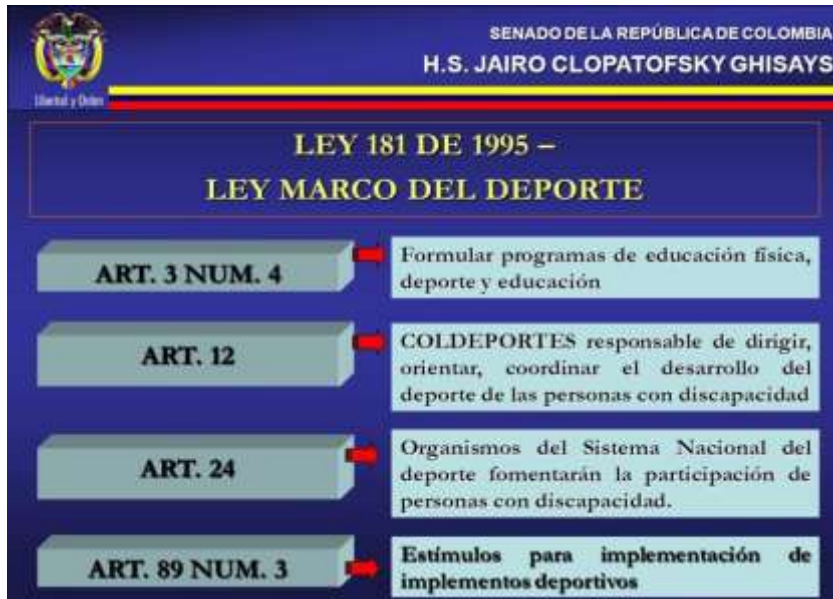 SENADO DE LA REPÚBLICA DE COLOMBIA
H.S. JAIRO CLOPATOFSKY GHISAYS
Libertad y Orden
LEY 181 DE 1995 –
LEY MARCO DEL DEPORTE
ART. 3 NUM. 4
Formular programas de educación física,
deporte y educación
ART. 12
COLDEPORTES responsable de dirigir,
orientar, coordinar el desarrollo del
deporte de las personas con discapacidad
ART. 24
Organismos del Sistema Nacional del
deporte fomentarán la participación de
personas con discapacidad.
ART. 89 NUM. 3
Estímulos para implementación de
implementos deportivos